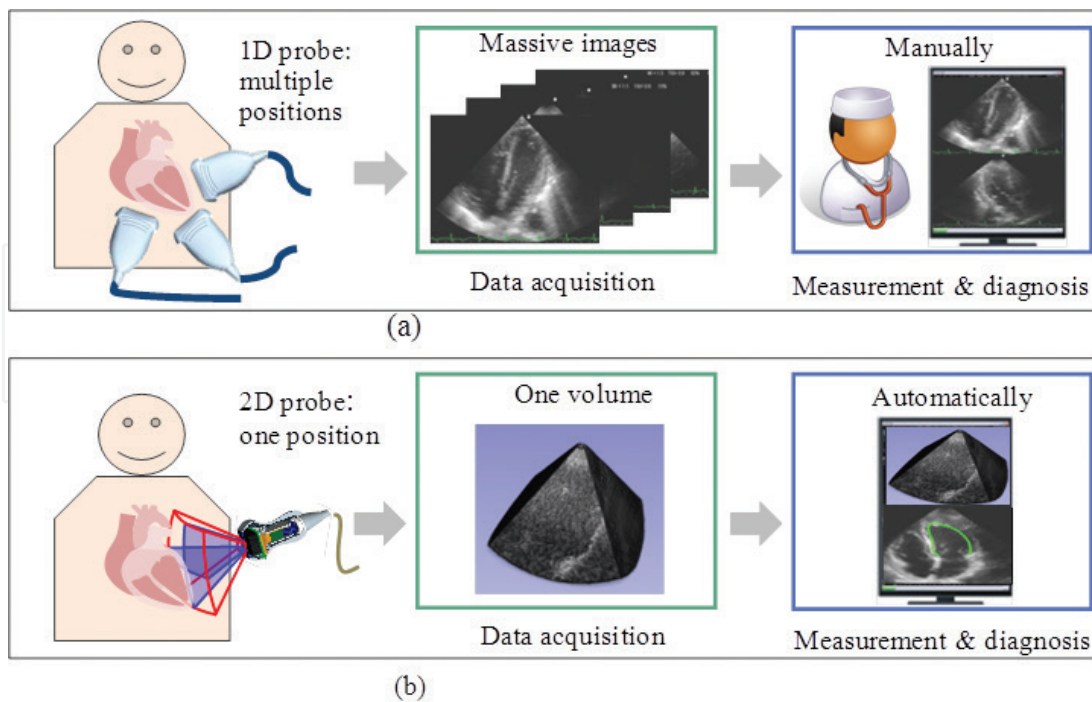 1D probe:
multiple
positions
Massive images
Data acquisition
Manually
Measurement & diagnosis
(a)
2D probe:
one position
One volume
Data acquisition
Automatically
Measurement & diagnosis
(b)